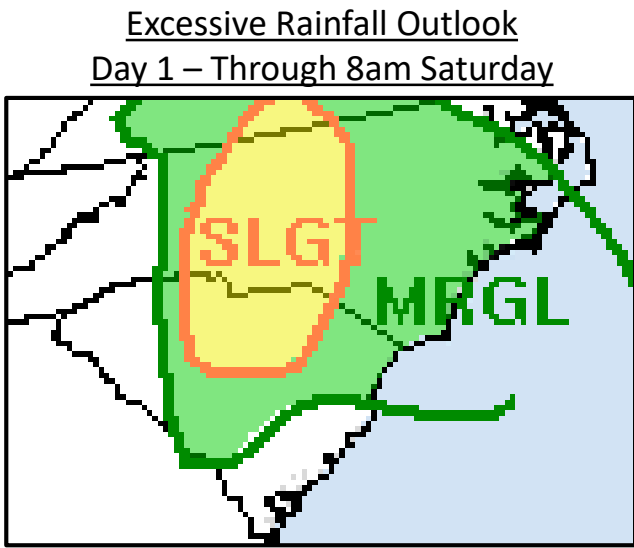 Excessive Rainfall Outlook
Day 1 – Through 8am Saturday
SLGT
MRGL